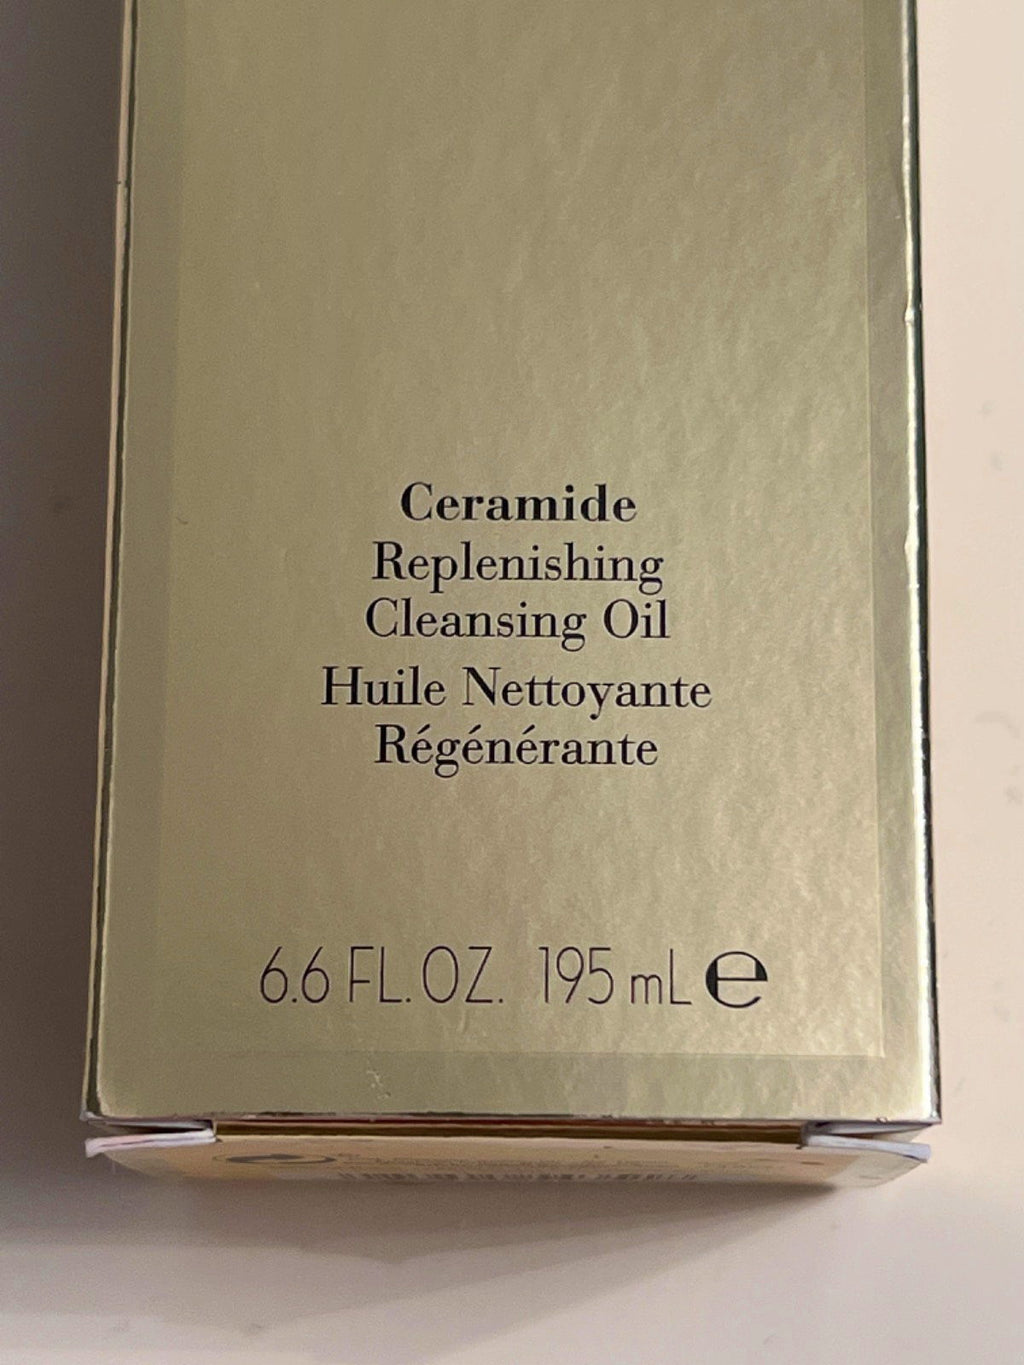 Ceramide
Replenishing
Cleansing Oil
Huile Nettoyante
Régénérante
6.6 FL. OZ. 195 mL ℮